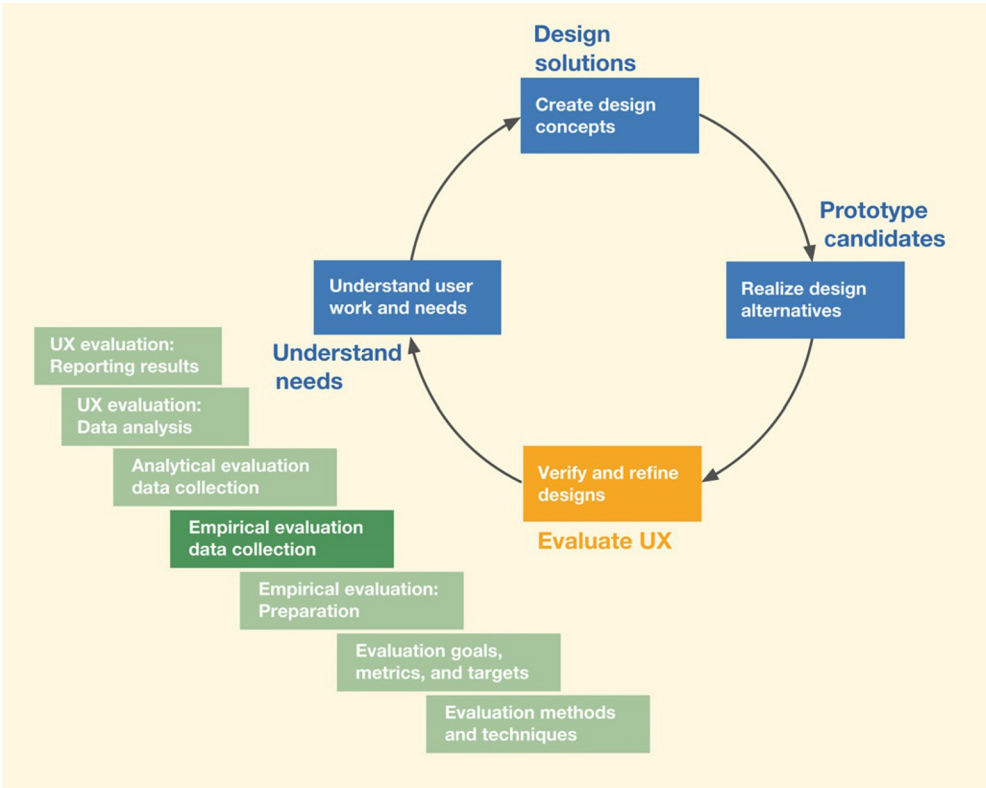 Design
solutions
Create design
concepts
Prototype
candidates
Realize design
alternatives
Understand user
work and needs
Understand
needs
Verify and refine
designs
Evaluate UX
UX evaluation:
Reporting results
UX evaluation:
Data analysis
Analytical evaluation
data collection
Empirical evaluation
data collection
Empirical evaluation:
Preparation
Evaluation goals,
metrics, and targets
Evaluation methods
and techniques